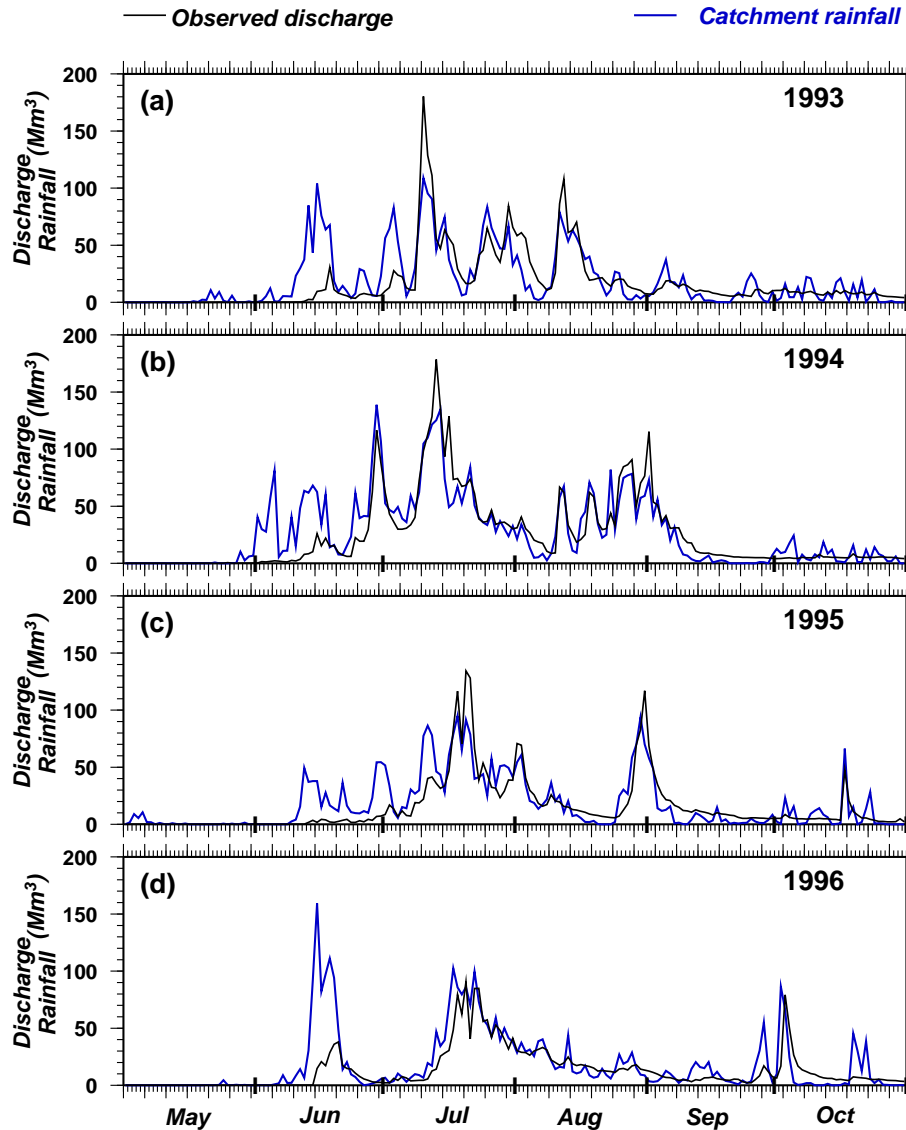 Observed discharge Catchment rainfall
200
150
100
50
0
Discharge
Rainfall (Mm³)
(a) 1993
200
150
100
50
0
Discharge
Rainfall (Mm³)
(b) 1994
200
150
100
50
0
Discharge
Rainfall (Mm³)
(c) 1995
200
150
100
50
0
Discharge
Rainfall (Mm³)
(d) 1996
May Jun Jul Aug Sep Oct